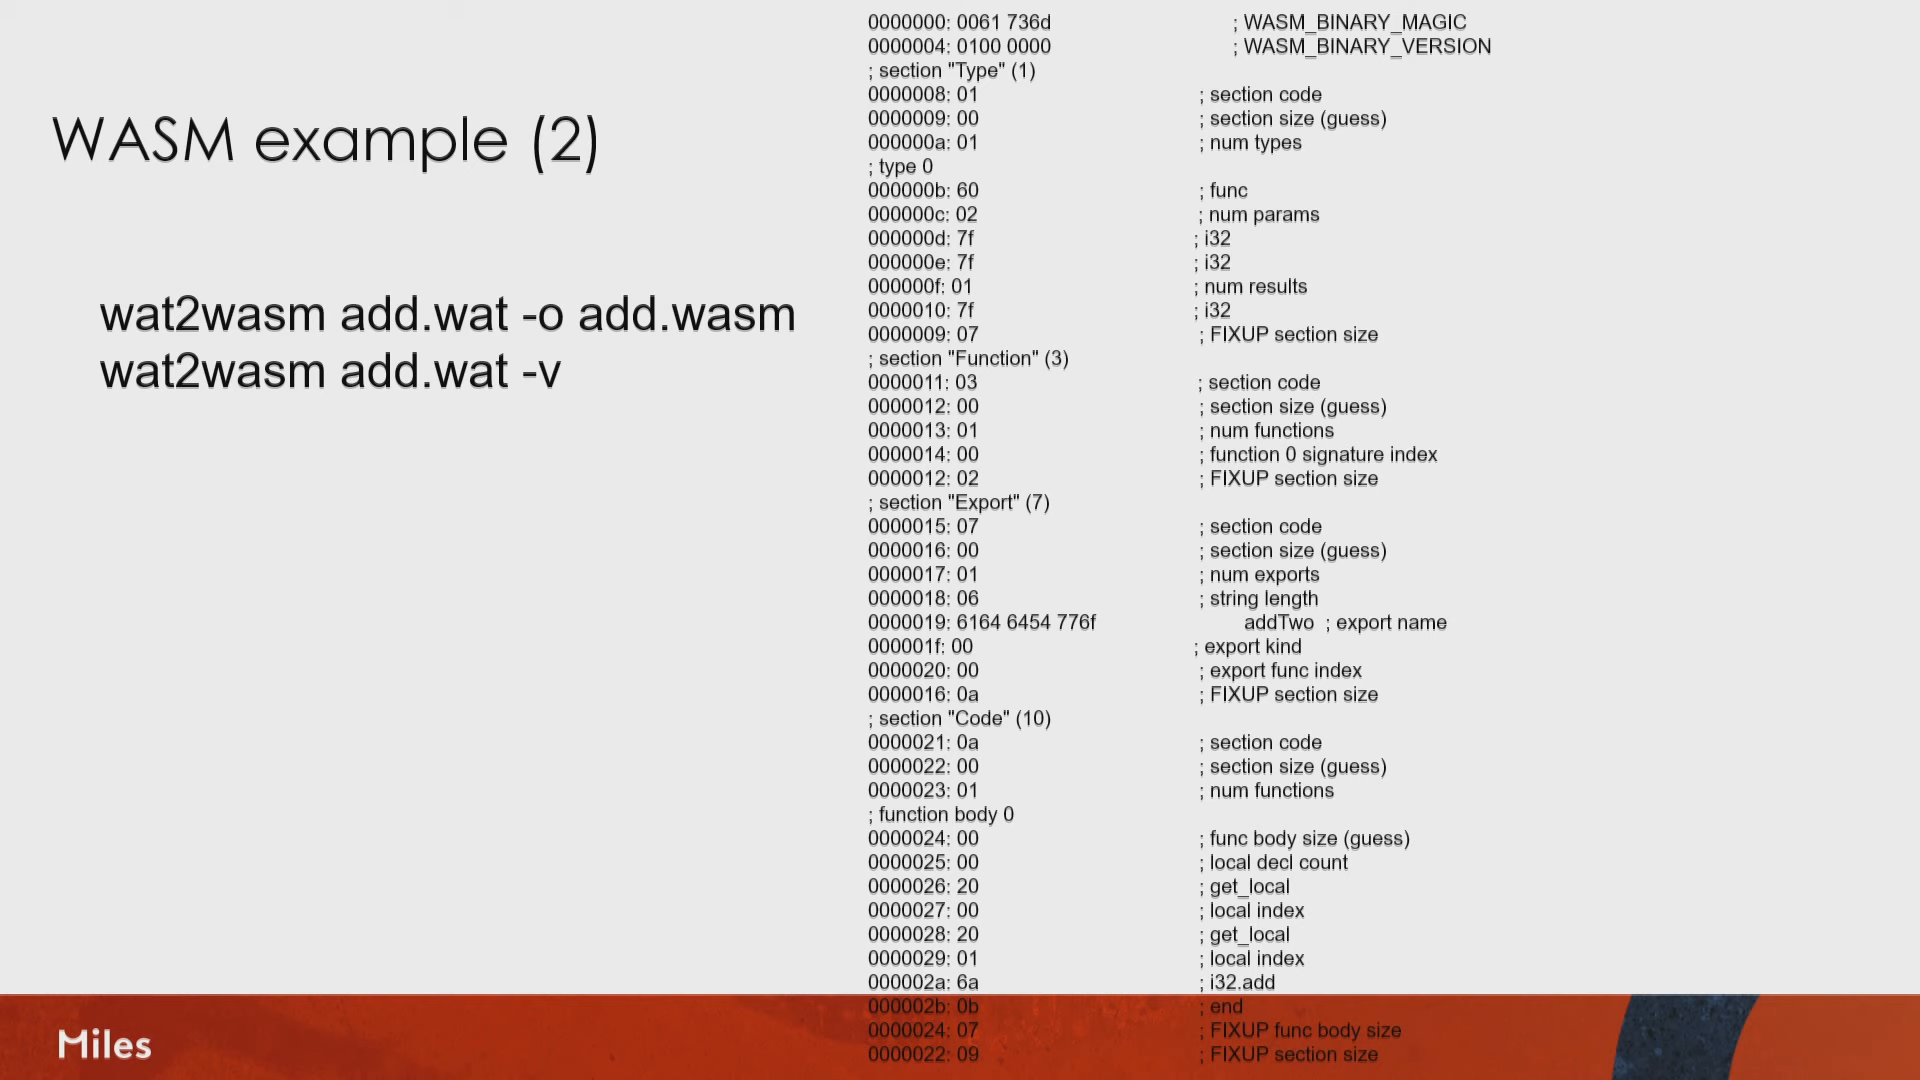 WASM example (2)
wat2wasm add.wat -o add.wasm
wat2wasm add.wat -v
0000000: 0061 736d ; WASM_BINARY_MAGIC
0000004: 0100 0000 ; WASM_BINARY_VERSION
; section "Type" (1)
0000008: 01 ; section code
0000009: 00 ; section size (guess)
000000a: 01 ; num types
; type 0
000000b: 60 ; func
000000c: 02 ; num params
000000d: 7f ; i32
000000e: 7f ; i32
000000f: 01 ; num results
0000010: 7f ; i32
0000009: 07 ; FIXUP section size
; section "Function" (3)
0000011: 03 ; section code
0000012: 00 ; section size (guess)
0000013: 01 ; num functions
0000014: 00 ; function 0 signature index
0000012: 02 ; FIXUP section size
; section "Export" (7)
0000015: 07 ; section code
0000016: 00 ; section size (guess)
0000017: 01 ; num exports
0000018: 06 ; string length
0000019: 6164 6454 776f addTwo ; export name
000001f: 00 ; export kind
0000020: 00 ; export func index
0000016: 0a ; FIXUP section size
; section "Code" (10)
0000021: 0a ; section code
0000022: 00 ; section size (guess)
0000023: 01 ; num functions
; function body 0
0000024: 00 ; func body size (guess)
0000025: 00 ; local decl count
0000026: 20 ; get_local
0000027: 00 ; local index
0000028: 20 ; get_local
0000029: 01 ; local index
000002a: 6a ; i32.add
000002b: 0b ; end
0000024: 07 ; FIXUP func body size
0000022: 09 ; FIXUP section size
Miles